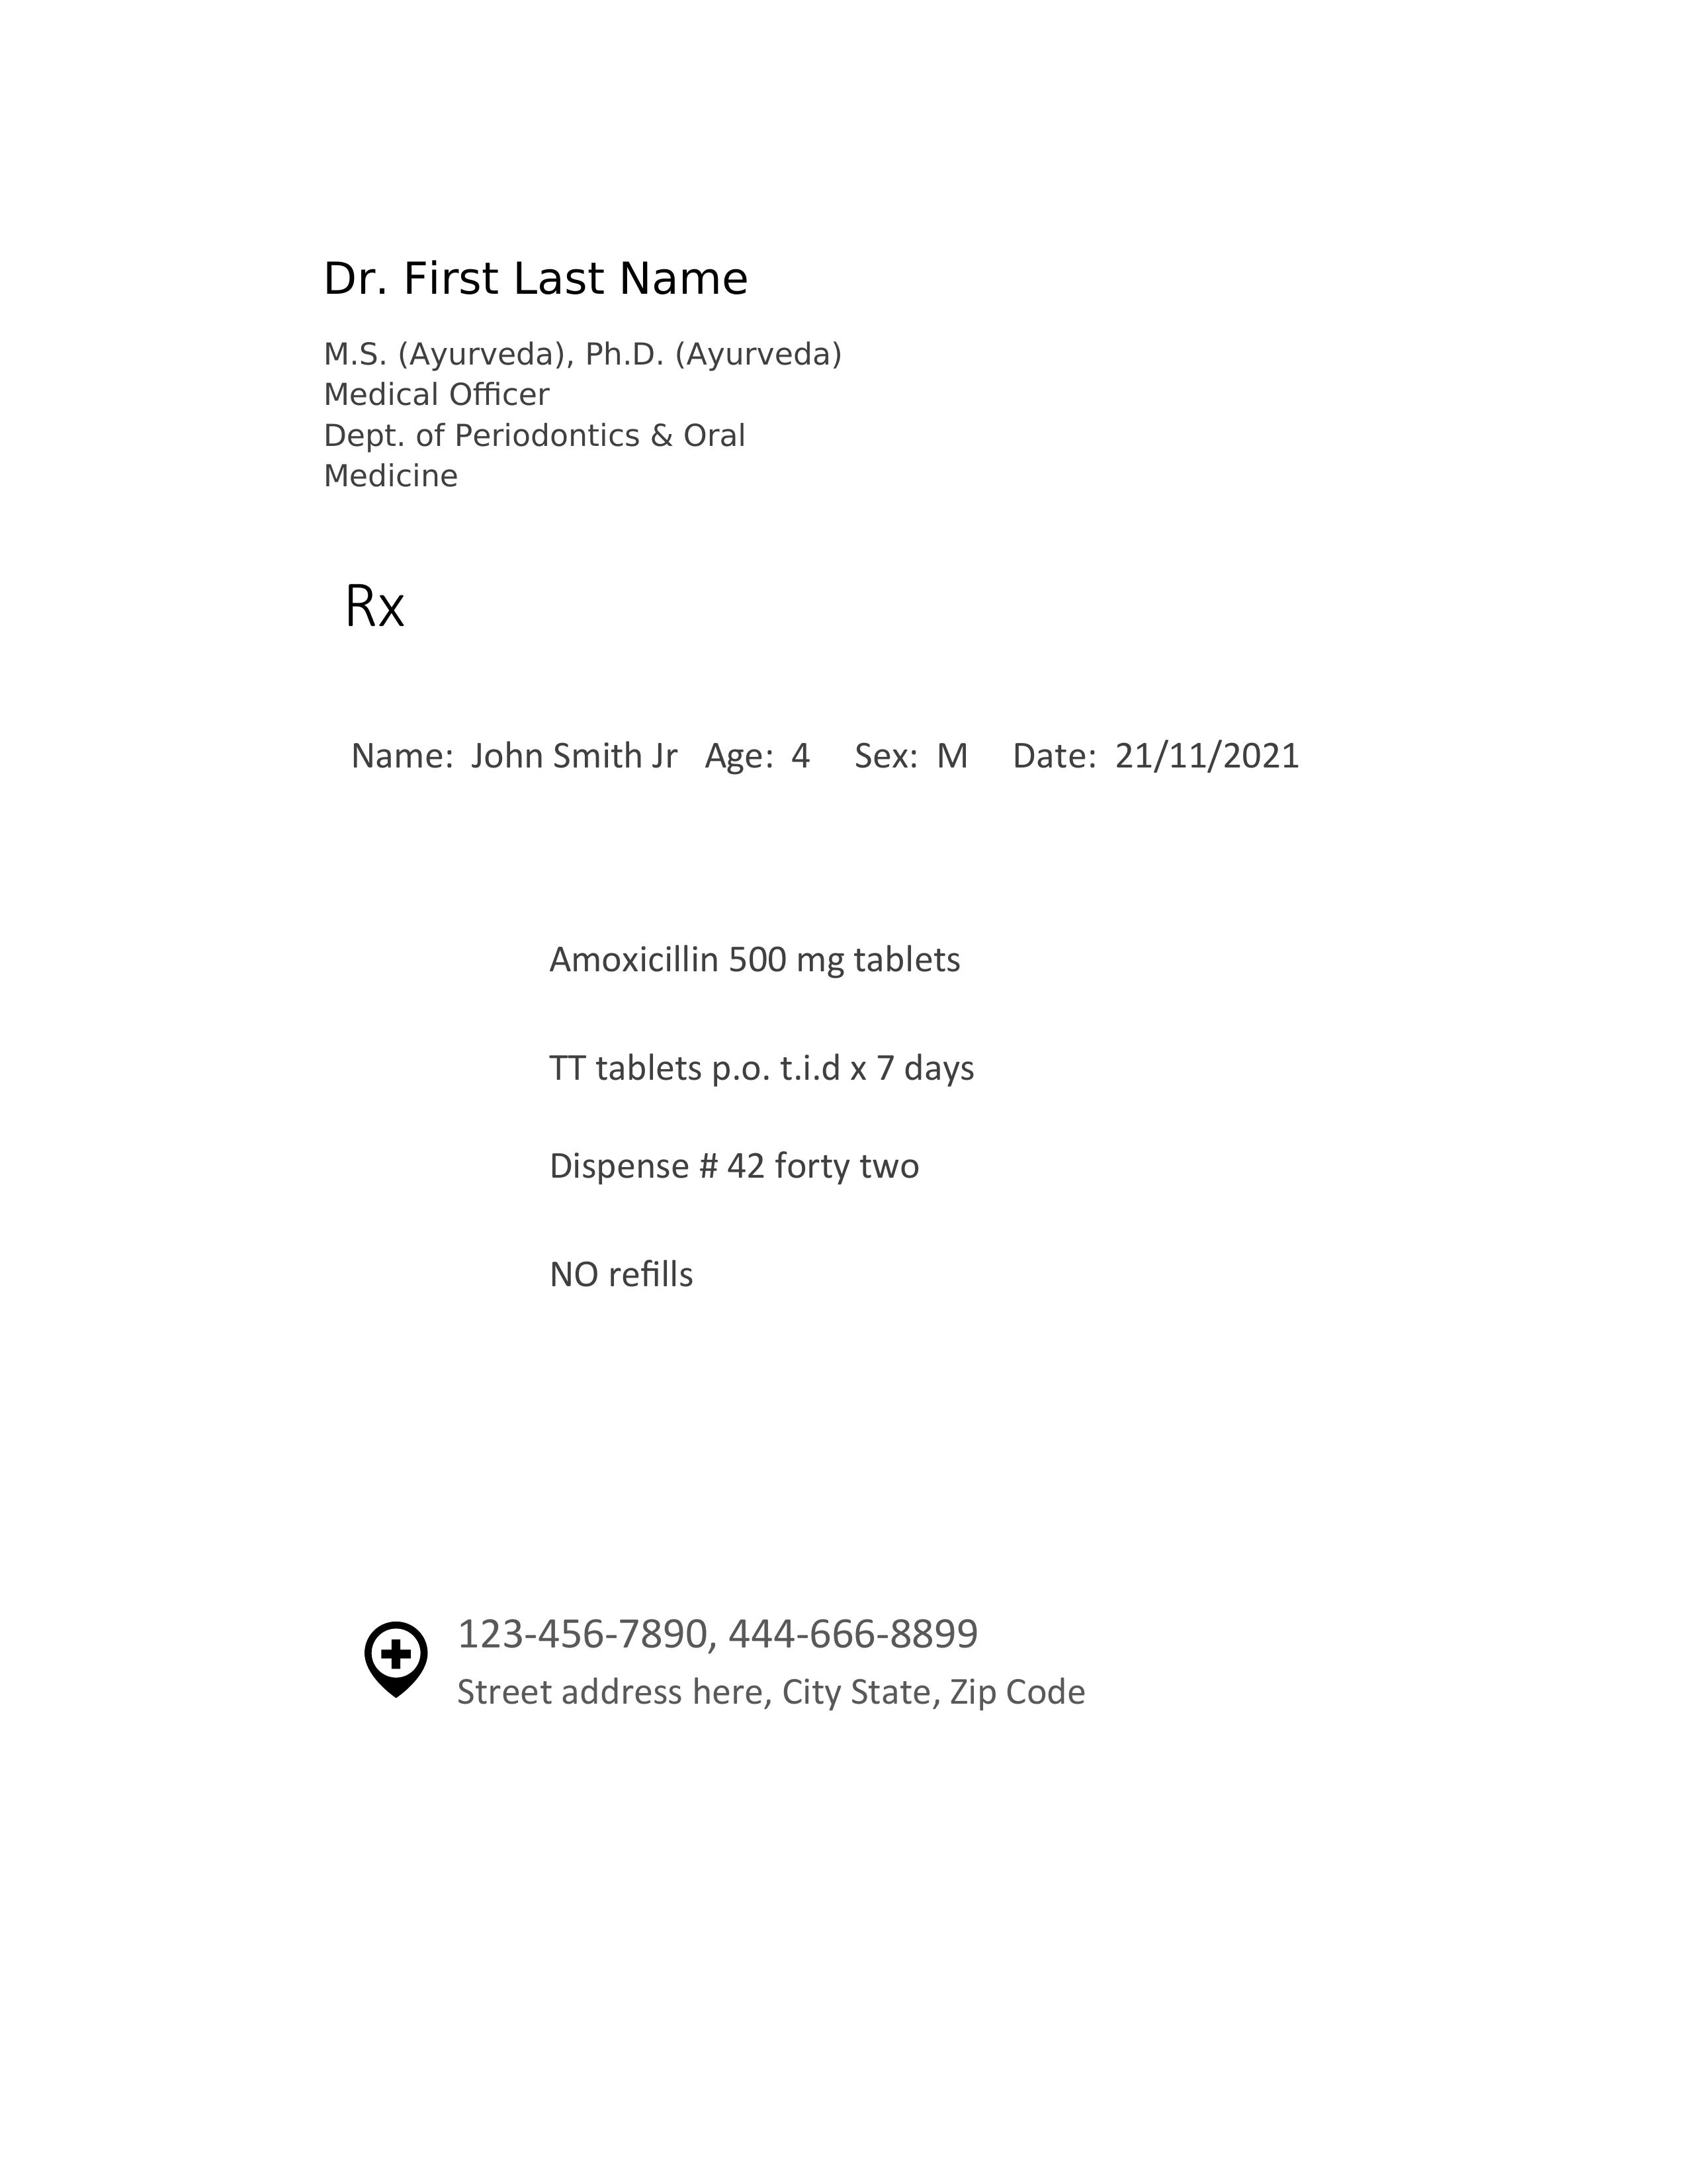 Dr. First Last Name
M.S. (Ayurveda), Ph.D. (Ayurveda)
Medical Officer
Dept. of Periodontics & Oral
Medicine
Rx
Name: John Smith Jr Age: 4 Sex: M Date: 21/11/2021
Amoxicillin 500 mg tablets
TT tablets p.o. t.i.d x 7 days
Dispense # 42 forty two
NO refills
123-456-7890, 444-666-8899
Street address here, City State, Zip Code